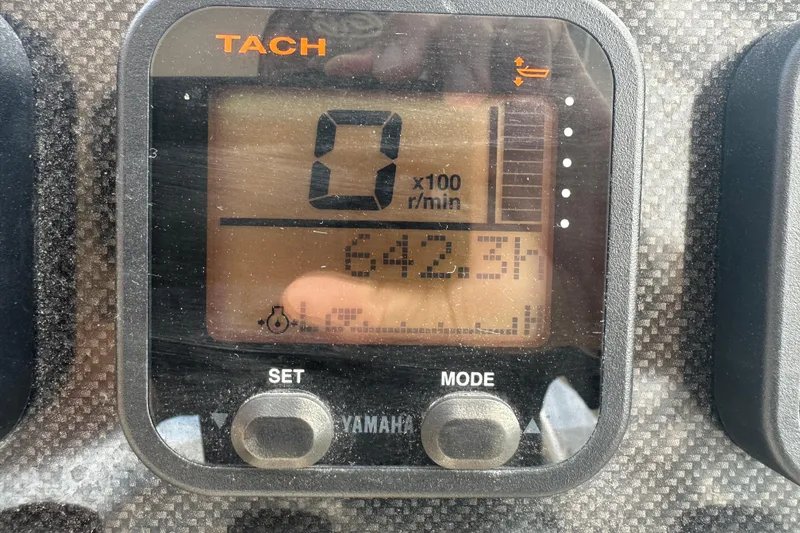 TACH
0
x100
r/min
642.3h
L
H
SET
MODE
YAMAHA